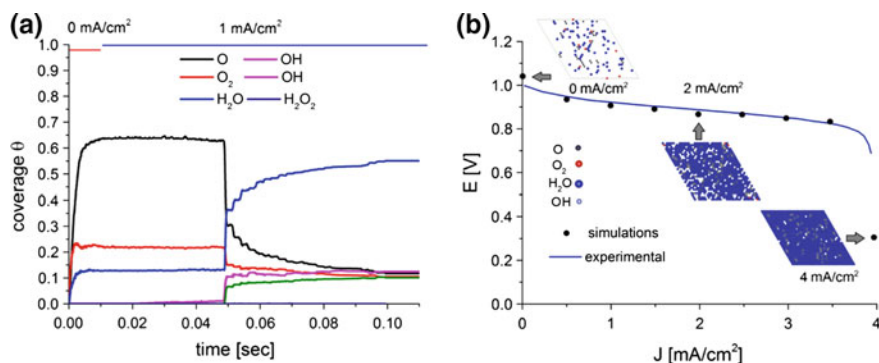 (a)
0 mA/cm²
1 mA/cm²
1.0
0.9
0.8
0.7
0.6
0.5
0.4
0.3
0.2
0.1
0.0
coverage θ
O
OH
O₂
OH
H₂O
H₂O₂
0.00
0.02
0.04
0.06
0.08
0.10
time [sec]
(b)
1.2
1.0
0.8
0.6
0.4
0.2
0.0
E [V]
0 mA/cm²
2 mA/cm²
O
O₂
H₂O
OH
simulations
experimental
4 mA/cm²
0
1
2
3
4
J [mA/cm²]